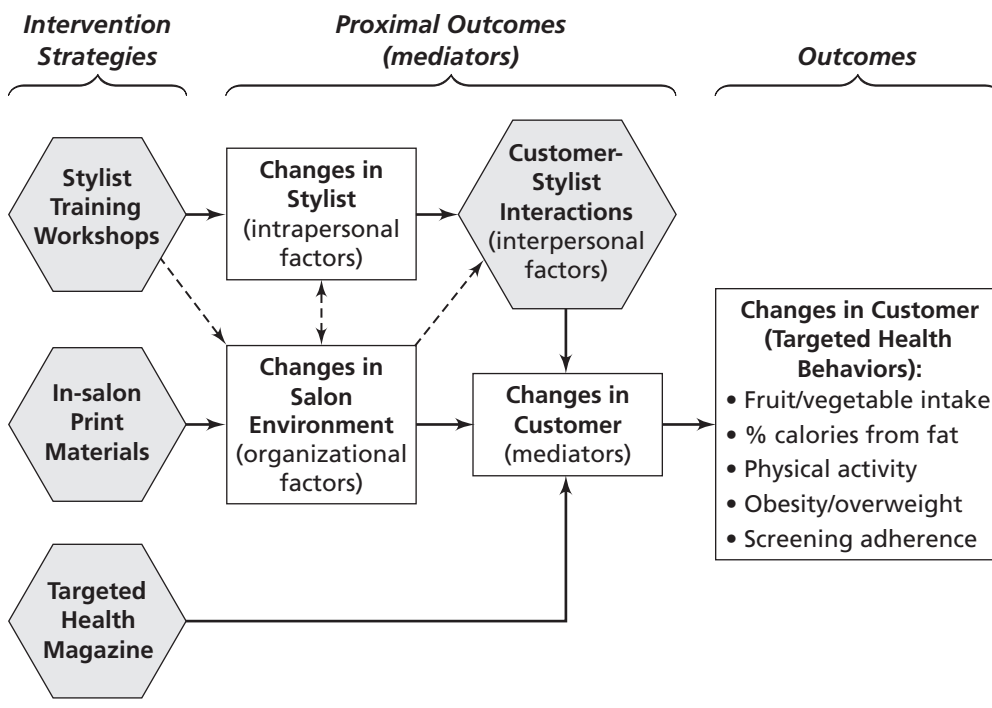 Intervention
Strategies
Proximal Outcomes
(mediators)
Outcomes
Stylist
Training
Workshops
Changes in
Stylist
(intrapersonal
factors)
Customer-
Stylist
Interactions
(interpersonal
factors)
In-salon
Print
Materials
Changes in
Salon
Environment
(organizational
factors)
Changes in
Customer
(mediators)
Changes in Customer
(Targeted Health
Behaviors):
• Fruit/vegetable intake
• % calories from fat
• Physical activity
• Obesity/overweight
• Screening adherence
Targeted
Health
Magazine